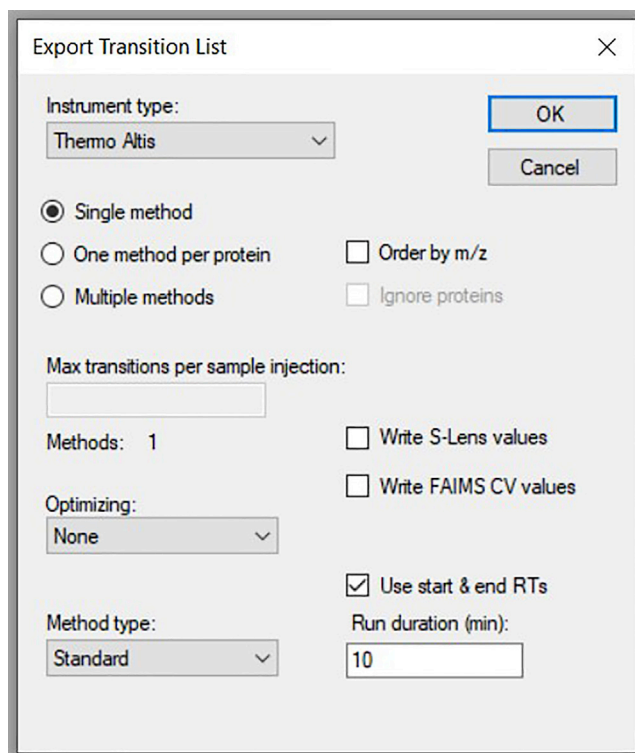 Export Transition List
Instrument type:
Thermo Altis
OK
Cancel
Single method
One method per protein
Order by m/z
Multiple methods
Ignore proteins
Max transitions per sample injection:
Methods: 1
Write S-Lens values
Write FAIMS CV values
Optimizing:
None
Use start & end RTs
Method type:
Run duration (min):
Standard
10